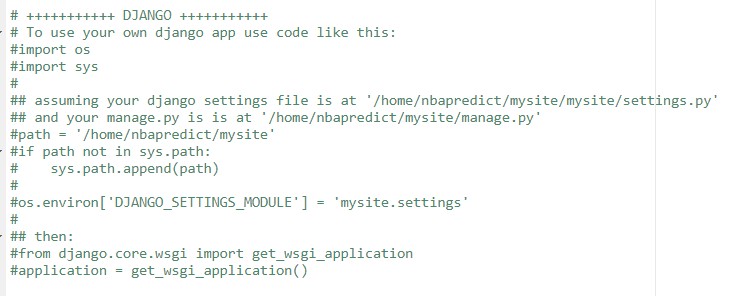 # +++++++++++ DJANGO +++++++++++
# To use your own django app use code like this:
#import os
#import sys
#
## assuming your django settings file is at '/home/nbapredict/mysite/mysite/settings.py'
## and your manage.py is is at '/home/nbapredict/mysite/manage.py'
#path = '/home/nbapredict/mysite'
#if path not in sys.path:
#    sys.path.append(path)
#
#os.environ['DJANGO_SETTINGS_MODULE'] = 'mysite.settings'
#
## then:
#from django.core.wsgi import get_wsgi_application
#application = get_wsgi_application()